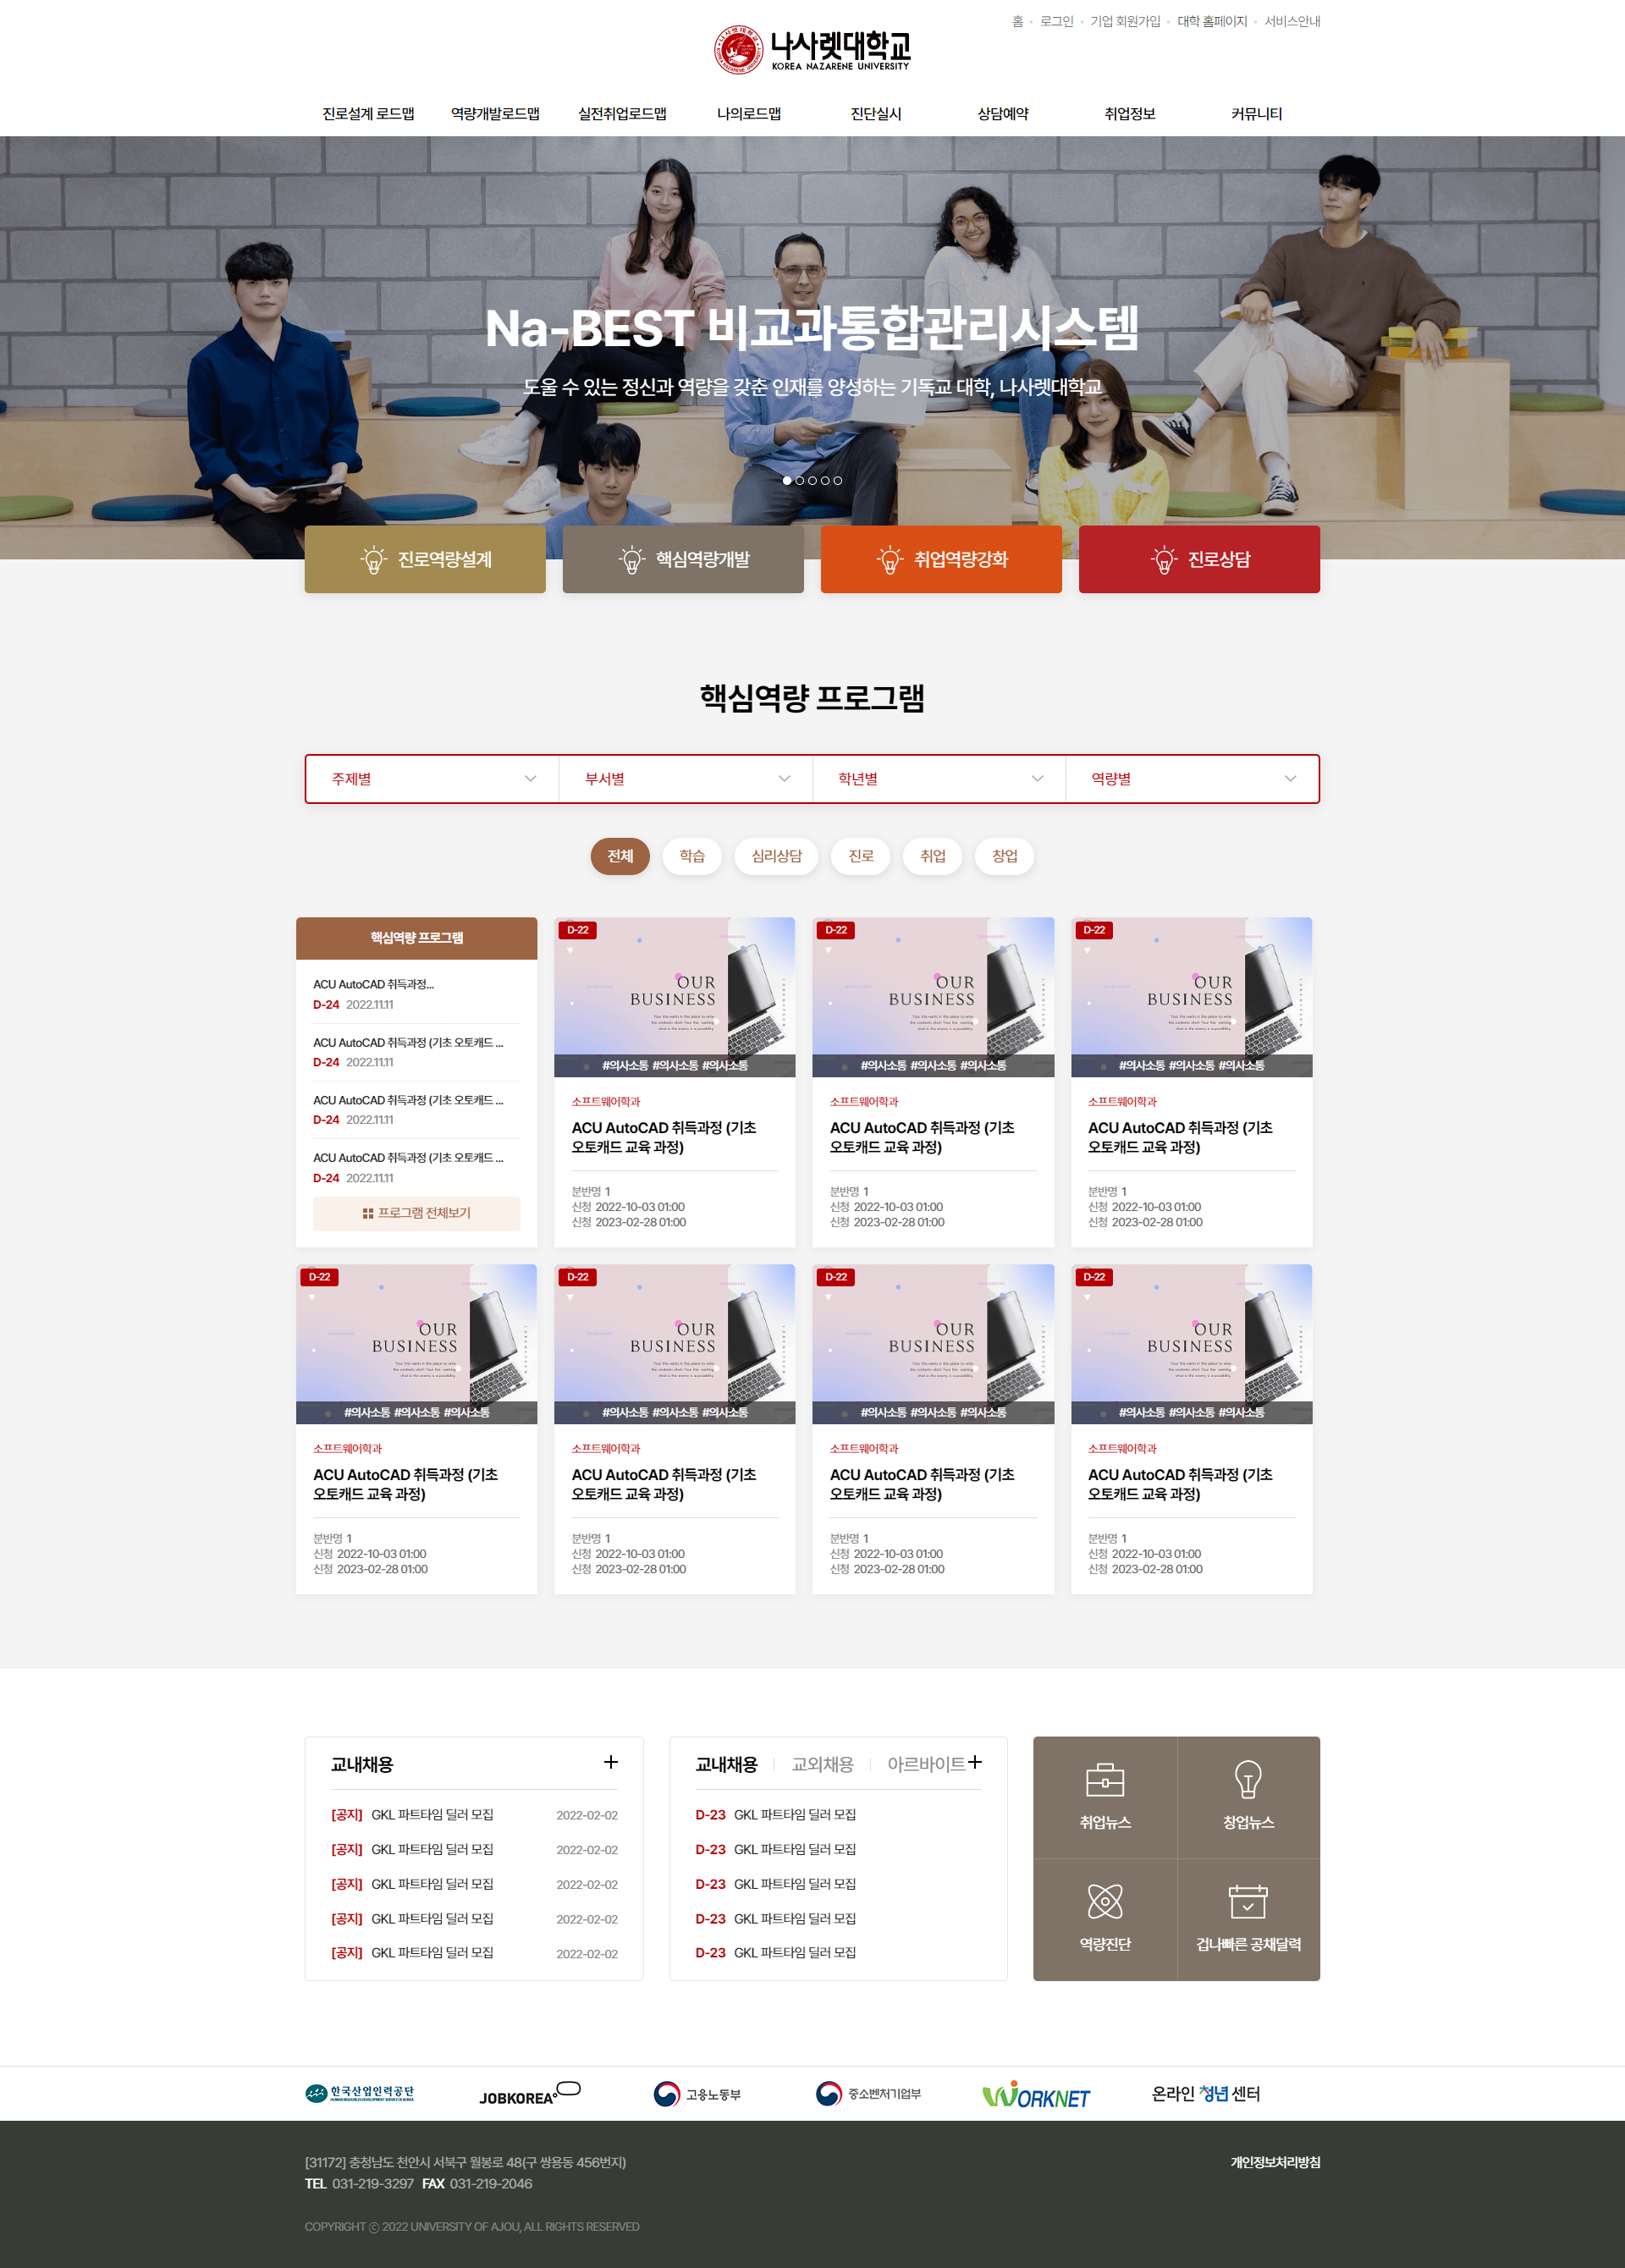 홈 · 로그인 · 기업 회원가입 · 대학 홈페이지 · 서비스안내
나사렛대학교
KOREA NAZARENE UNIVERSITY
진로설계 로드맵 역량개발로드맵 실전취업로드맵 나의로드맵 진단실시 상담예약 취업정보 커뮤니티
Na-BEST 비교과통합관리시스템
도울 수 있는 정신과 역량을 갖춘 인재를 양성하는 기독교 대학, 나사렛대학교
진로역량설계 핵심역량개발 취업역량강화 진로상담
핵심역량 프로그램
주제별 부서별 학년별 역량별
전체 학습 심리상담 진로 취업 창업
핵심역량 프로그램
ACU AutoCAD 취득과정...
D-24 2022.11.11
ACU AutoCAD 취득과정 (기초 오토캐드 ...
D-24 2022.11.11
ACU AutoCAD 취득과정 (기초 오토캐드 ...
D-24 2022.11.11
ACU AutoCAD 취득과정 (기초 오토캐드 ...
D-24 2022.11.11
프로그램 전체보기
D-22
OUR
BUSINESS
#의사소통 #의사소통 #의사소통
소프트웨어학과
ACU AutoCAD 취득과정 (기초
오토캐드 교육 과정)
분반명 1
신청 2022-10-03 01:00
신청 2023-02-28 01:00
D-22
OUR
BUSINESS
#의사소통 #의사소통 #의사소통
소프트웨어학과
ACU AutoCAD 취득과정 (기초
오토캐드 교육 과정)
분반명 1
신청 2022-10-03 01:00
신청 2023-02-28 01:00
D-22
OUR
BUSINESS
#의사소통 #의사소통 #의사소통
소프트웨어학과
ACU AutoCAD 취득과정 (기초
오토캐드 교육 과정)
분반명 1
신청 2022-10-03 01:00
신청 2023-02-28 01:00
D-22
OUR
BUSINESS
#의사소통 #의사소통 #의사소통
소프트웨어학과
ACU AutoCAD 취득과정 (기초
오토캐드 교육 과정)
분반명 1
신청 2022-10-03 01:00
신청 2023-02-28 01:00
D-22
OUR
BUSINESS
#의사소통 #의사소통 #의사소통
소프트웨어학과
ACU AutoCAD 취득과정 (기초
오토캐드 교육 과정)
분반명 1
신청 2022-10-03 01:00
신청 2023-02-28 01:00
D-22
OUR
BUSINESS
#의사소통 #의사소통 #의사소통
소프트웨어학과
ACU AutoCAD 취득과정 (기초
오토캐드 교육 과정)
분반명 1
신청 2022-10-03 01:00
신청 2023-02-28 01:00
D-22
OUR
BUSINESS
#의사소통 #의사소통 #의사소통
소프트웨어학과
ACU AutoCAD 취득과정 (기초
오토캐드 교육 과정)
분반명 1
신청 2022-10-03 01:00
신청 2023-02-28 01:00
교내채용
[공지] GKL 파트타임 딜러 모집 2022-02-02
[공지] GKL 파트타임 딜러 모집 2022-02-02
[공지] GKL 파트타임 딜러 모집 2022-02-02
[공지] GKL 파트타임 딜러 모집 2022-02-02
[공지] GKL 파트타임 딜러 모집 2022-02-02
교내채용 교외채용 아르바이트
D-23 GKL 파트타임 딜러 모집
D-23 GKL 파트타임 딜러 모집
D-23 GKL 파트타임 딜러 모집
D-23 GKL 파트타임 딜러 모집
D-23 GKL 파트타임 딜러 모집
취업뉴스 창업뉴스
역량진단 겁나빠른 공채달력
한국산업인력공단 JOBKOREA 고용노동부 중소벤처기업부 WORKNET 온라인 청년 센터
[31172] 충청남도 천안시 서북구 월봉로 48(구 쌍용동 456번지) 개인정보처리방침
TEL 031-219-3297 FAX 031-219-2046
COPYRIGHT ⓒ 2022 UNIVERSITY OF AJOU, ALL RIGHTS RESERVED